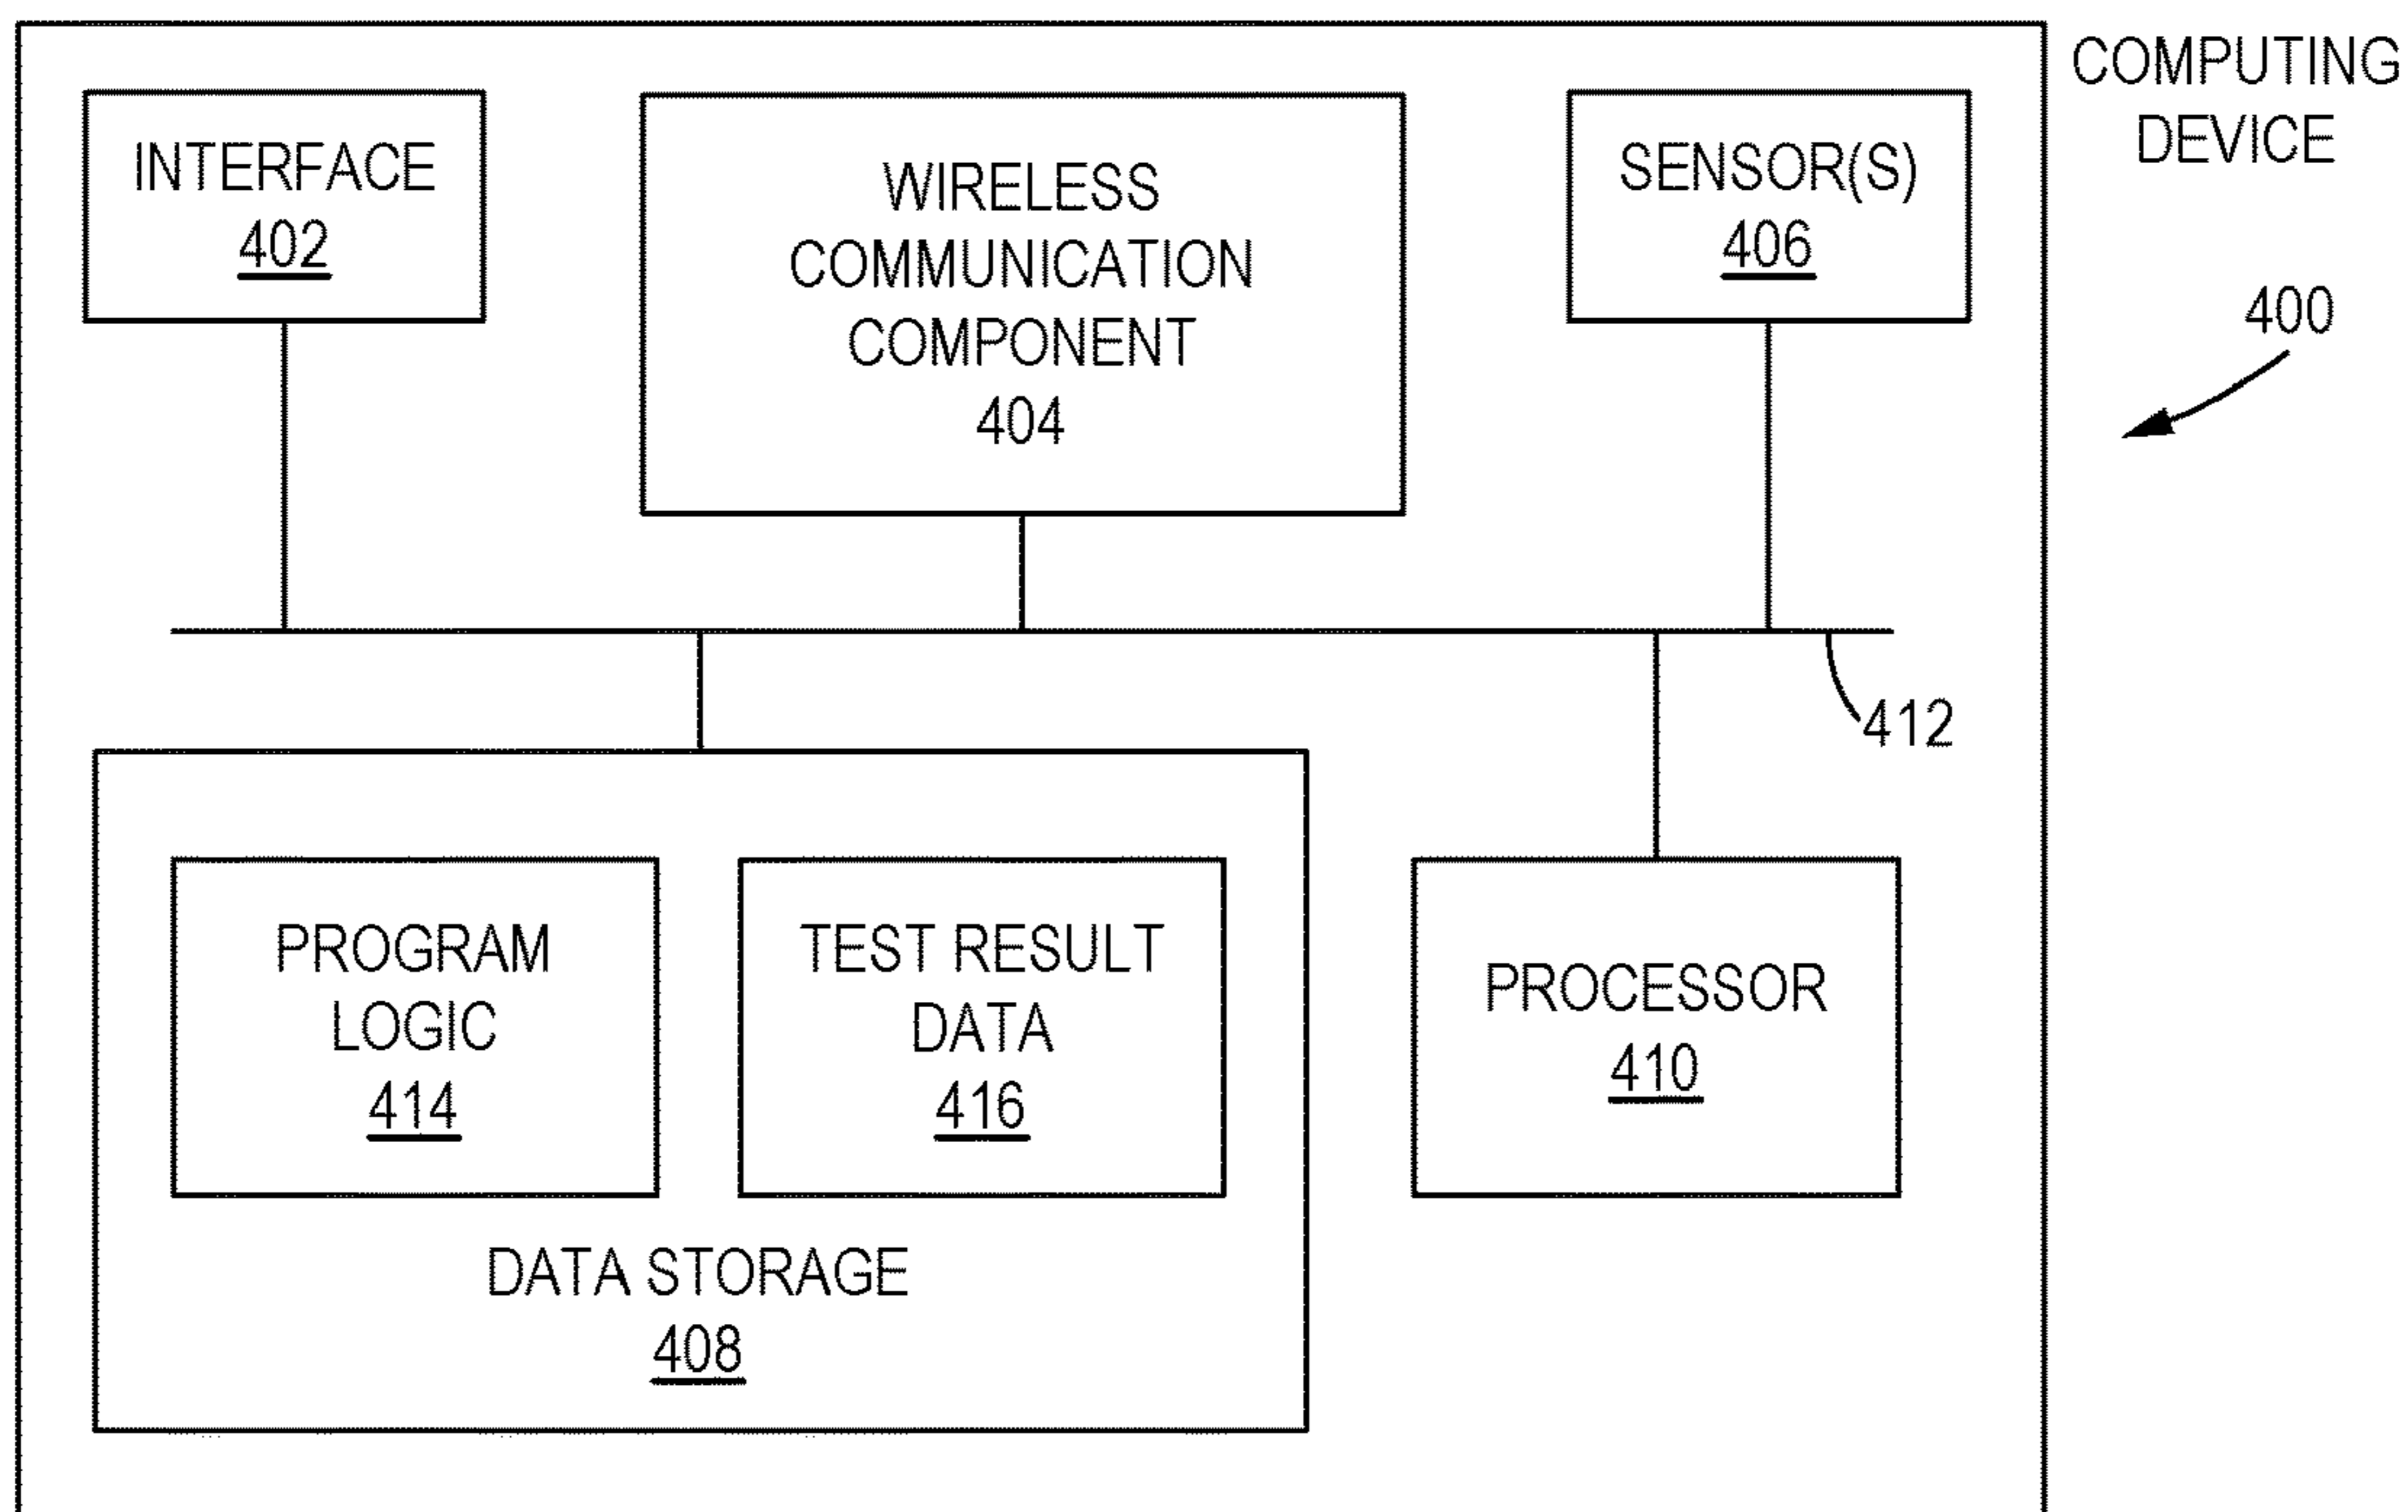 COMPUTING
DEVICE
400
INTERFACE
402
WIRELESS
COMMUNICATION
COMPONENT
404
SENSOR(S)
406
412
PROGRAM
LOGIC
414
TEST RESULT
DATA
416
DATA STORAGE
408
PROCESSOR
410